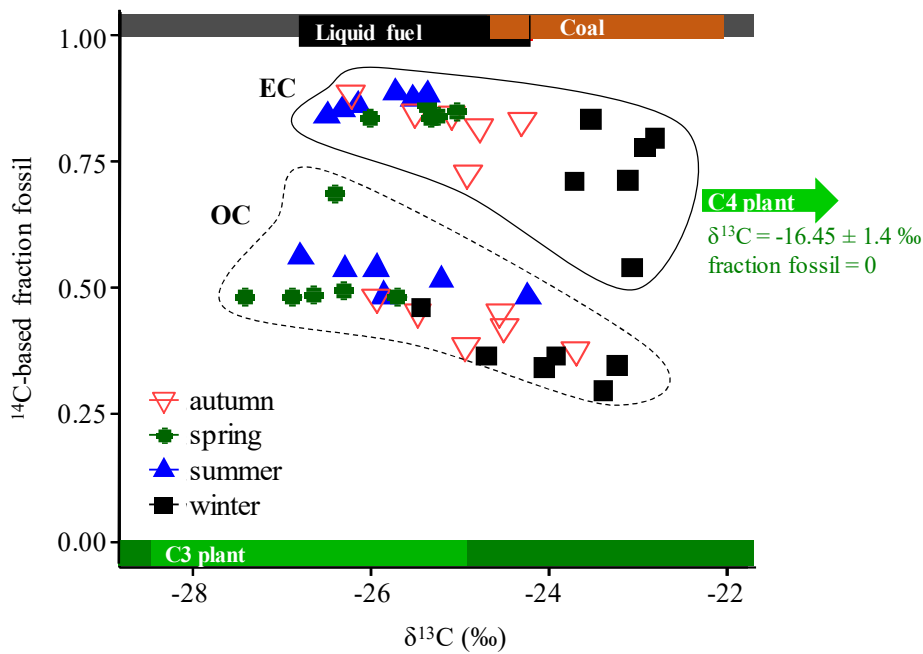 Liquid fuel
Coal
1.00
EC
0.75
C4 plant
OC
δ¹³C = -16.45 ± 1.4 ‰
fraction fossil = 0
0.50
¹⁴C-based fraction fossil
0.25
autumn
spring
summer
winter
0.00
C3 plant
-28
-26
-24
-22
δ¹³C (‰)